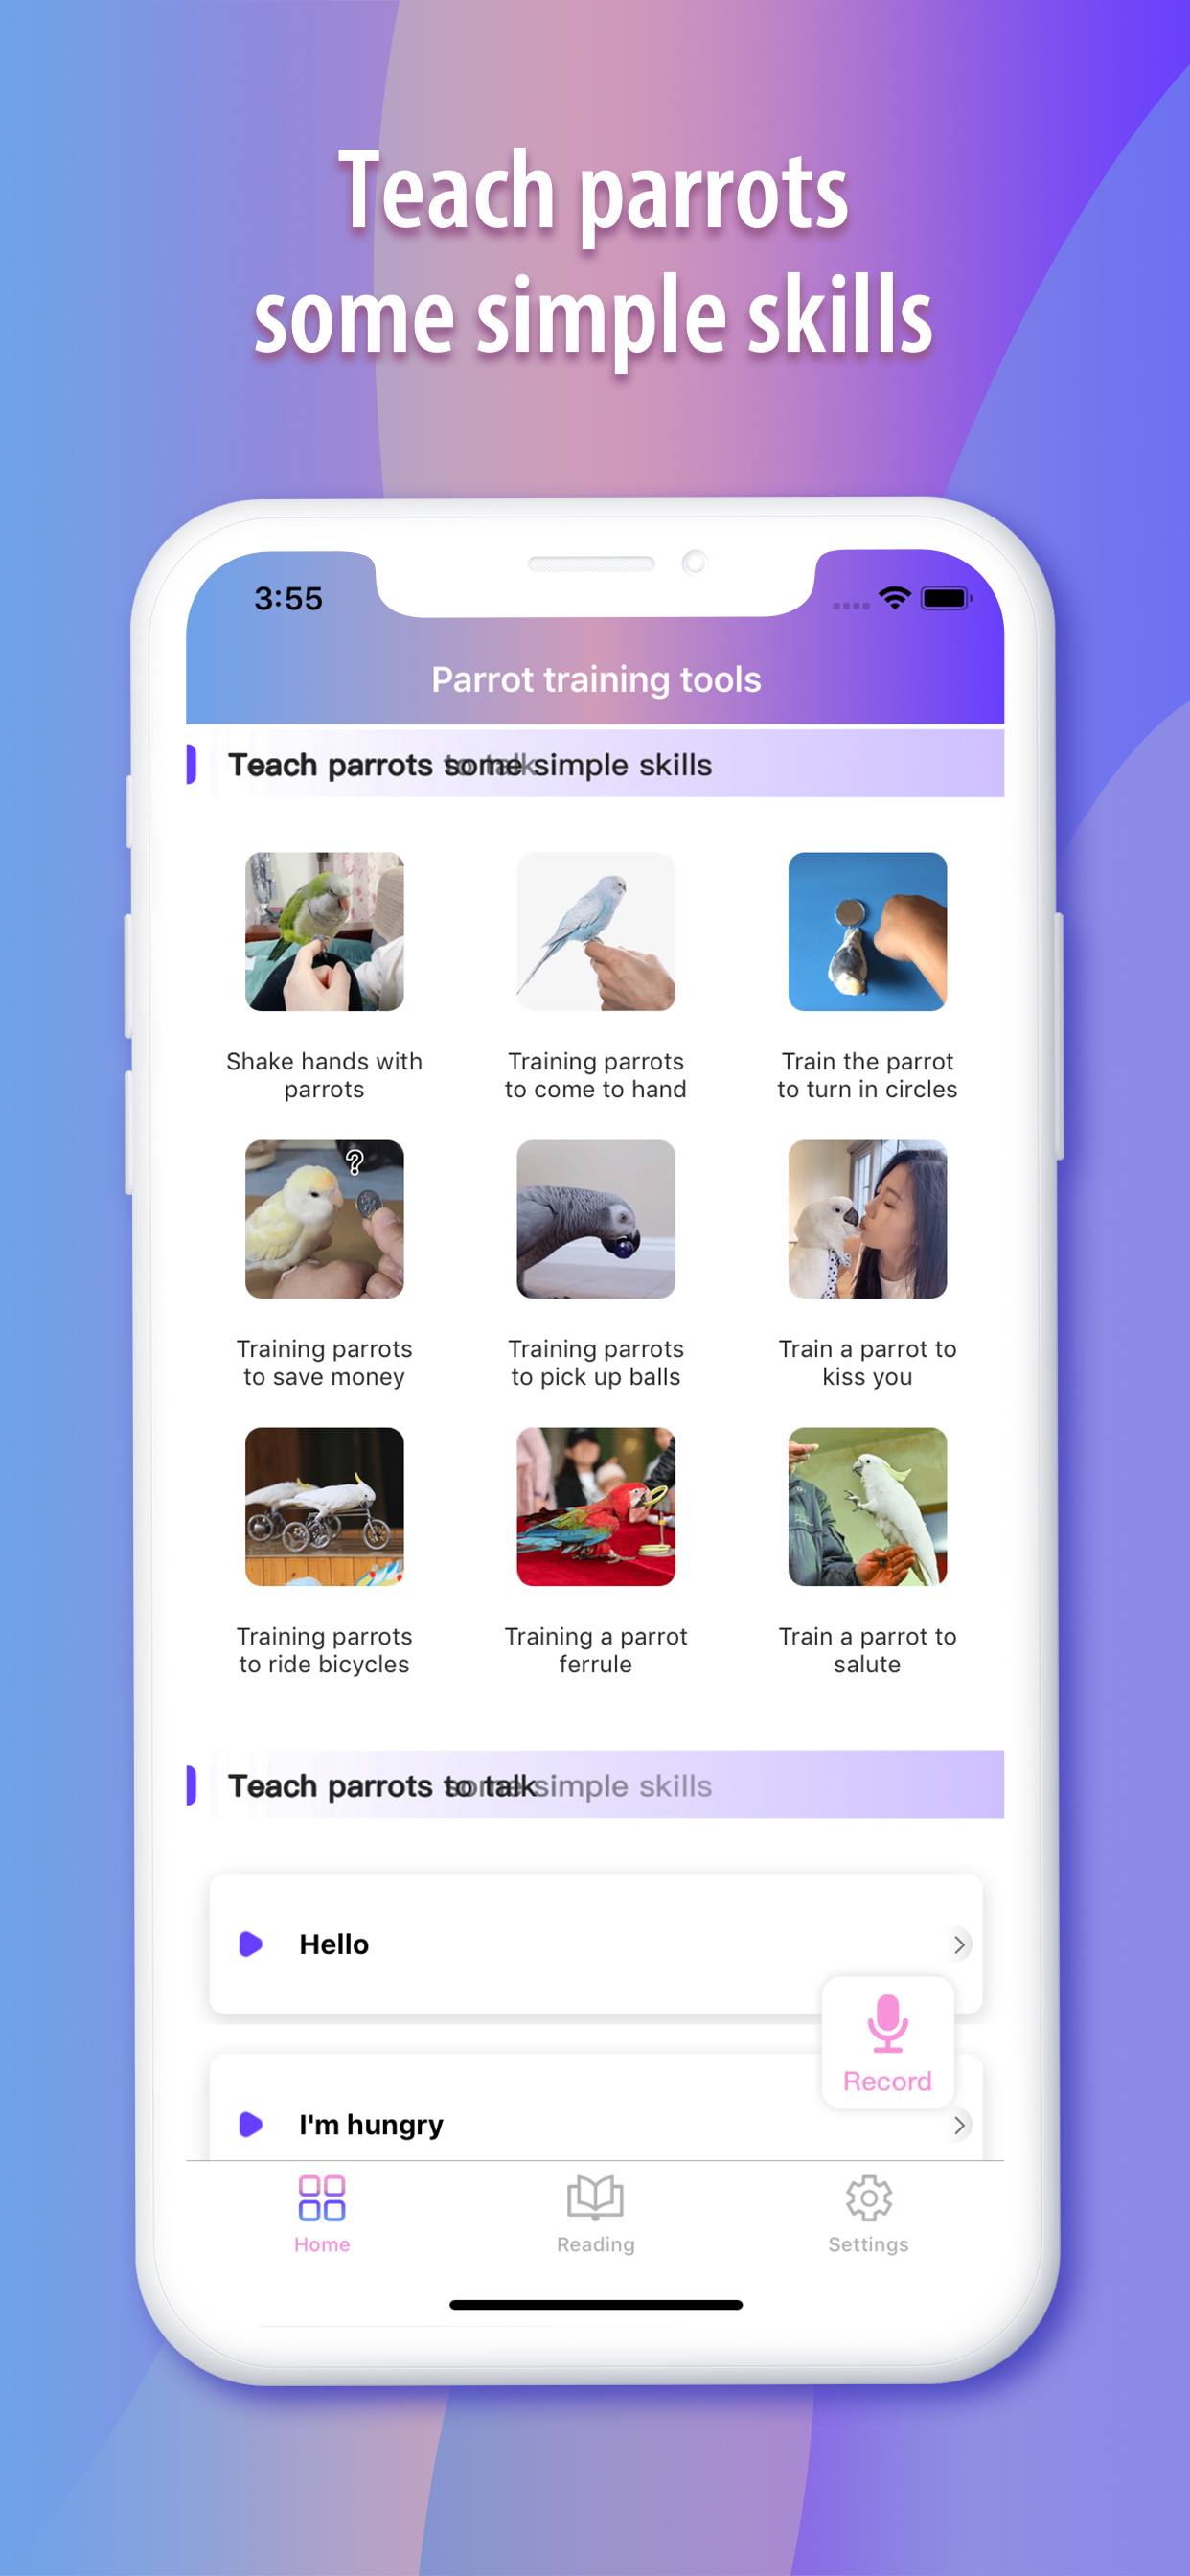 Teach parrots
some simple skills
3:55
Parrot training tools
Teach parrots some simple skills
Shake hands with
parrots
Training parrots
to come to hand
Train the parrot
to turn in circles
?
Training parrots
to save money
Training parrots
to pick up balls
Train a parrot to
kiss you
Training parrots
to ride bicycles
Training a parrot
ferrule
Train a parrot to
salute
Teach parrots to talk
Hello
Record
I'm hungry
Home
Reading
Settings